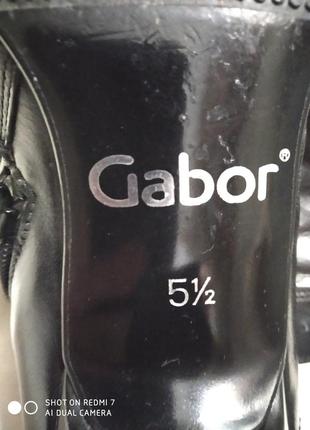 Gabor®
5½
SHOT ON REDMI 7
AI DUAL CAMERA